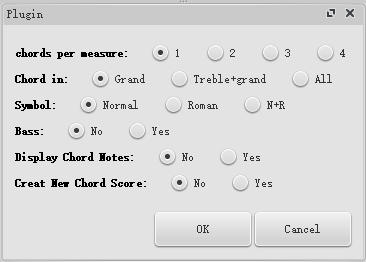 Plugin
chords per measure: 1 2 3 4
Chord in: Grand Treble+grand All
Symbol: Normal Roman N+R
Bass: No Yes
Display Chord Notes: No Yes
Creat New Chord Score: No Yes
OK Cancel